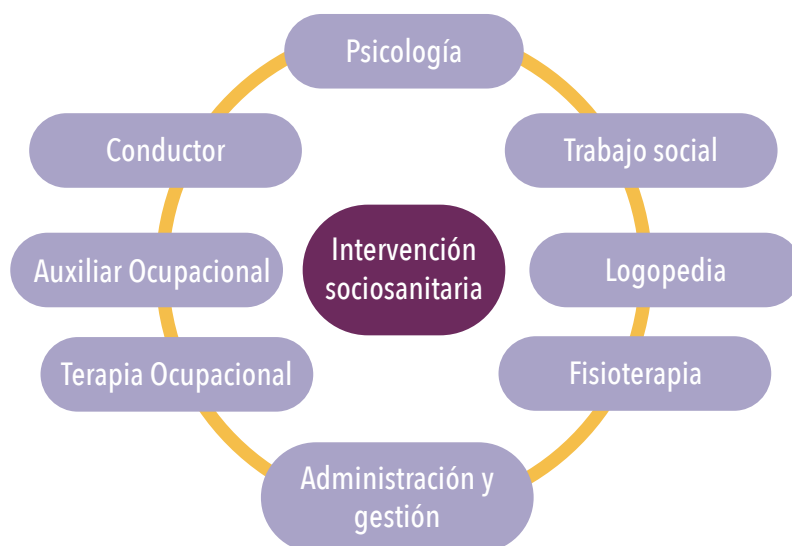 Psicología
Conductor
Trabajo social
Intervención
sociosanitaria
Auxiliar Ocupacional
Logopedia
Terapia Ocupacional
Fisioterapia
Administración y
gestión